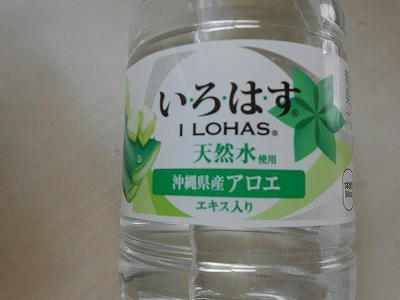 い・ろ・は・す®
I LOHAS®
天然水使用
沖縄県産アロエ
エキス入り